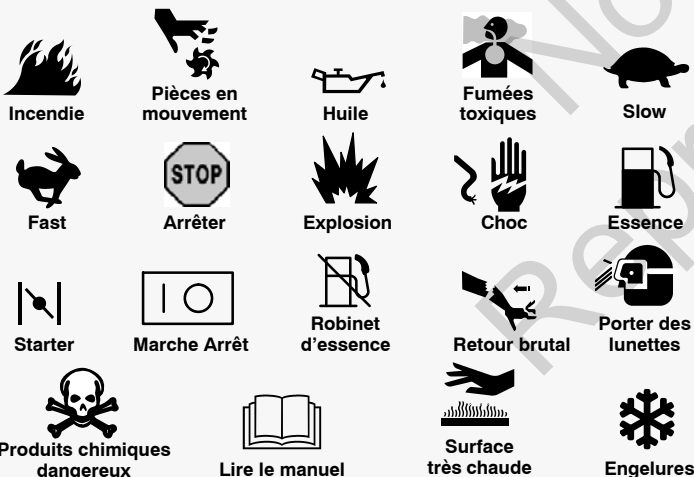 Incendie
Pièces en
mouvement
Huile
Fumées
toxiques
Slow
Fast
STOP
Arrêter
Explosion
Choc
Essence
Starter
Marche Arrêt
Robinet
d'essence
Retour brutal
Porter des
lunettes
Produits chimiques
dangereux
Lire le manuel
Surface
très chaude
Engelures